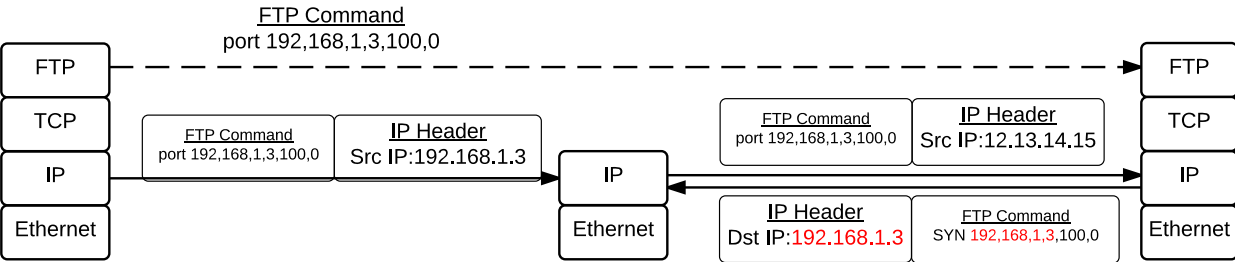 FTP Command
port 192,168,1,3,100,0
FTP
TCP
IP
Ethernet
FTP Command
port 192,168,1,3,100,0
IP Header
Src IP:192.168.1.3
IP
Ethernet
FTP Command
port 192,168,1,3,100,0
IP Header
Src IP:12.13.14.15
IP Header
Dst IP:192.168.1.3
FTP Command
SYN 192,168,1,3,100,0
FTP
TCP
IP
Ethernet